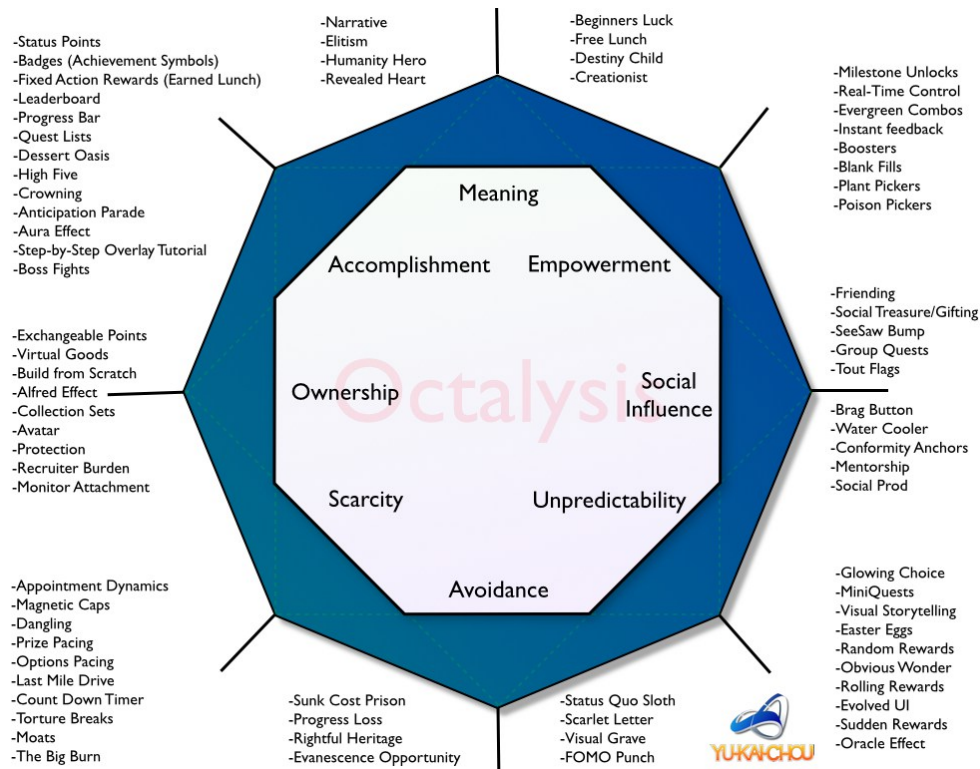 -Narrative
-Elitism
-Humanity Hero
-Revealed Heart
-Beginners Luck
-Free Lunch
-Destiny Child
-Creationist
-Status Points
-Badges (Achievement Symbols)
-Fixed Action Rewards (Earned Lunch)
-Leaderboard
-Progress Bar
-Quest Lists
-Dessert Oasis
-High Five
-Crowning
-Anticipation Parade
-Aura Effect
-Step-by-Step Overlay Tutorial
-Boss Fights
-Milestone Unlocks
-Real-Time Control
-Evergreen Combos
-Instant feedback
-Boosters
-Blank Fills
-Plant Pickers
-Poison Pickers
Meaning
Accomplishment
Empowerment
Ownership
Octalysis
Social
Influence
Scarcity
Unpredictability
Avoidance
-Exchangeable Points
-Virtual Goods
-Build from Scratch
-Alfred Effect
-Collection Sets
-Avatar
-Protection
-Recruiter Burden
-Monitor Attachment
-Friending
-Social Treasure/Gifting
-SeeSaw Bump
-Group Quests
-Tout Flags
-Brag Button
-Water Cooler
-Conformity Anchors
-Mentorship
-Social Prod
-Appointment Dynamics
-Magnetic Caps
-Dangling
-Prize Pacing
-Options Pacing
-Last Mile Drive
-Count Down Timer
-Torture Breaks
-Moats
-The Big Burn
-Sunk Cost Prison
-Progress Loss
-Rightful Heritage
-Evanescence Opportunity
-Status Quo Sloth
-Scarlet Letter
-Visual Grave
-FOMO Punch
YU-KAI-CHOU
-Glowing Choice
-MiniQuests
-Visual Storytelling
-Easter Eggs
-Random Rewards
-Obvious Wonder
-Rolling Rewards
-Evolved UI
-Sudden Rewards
-Oracle Effect